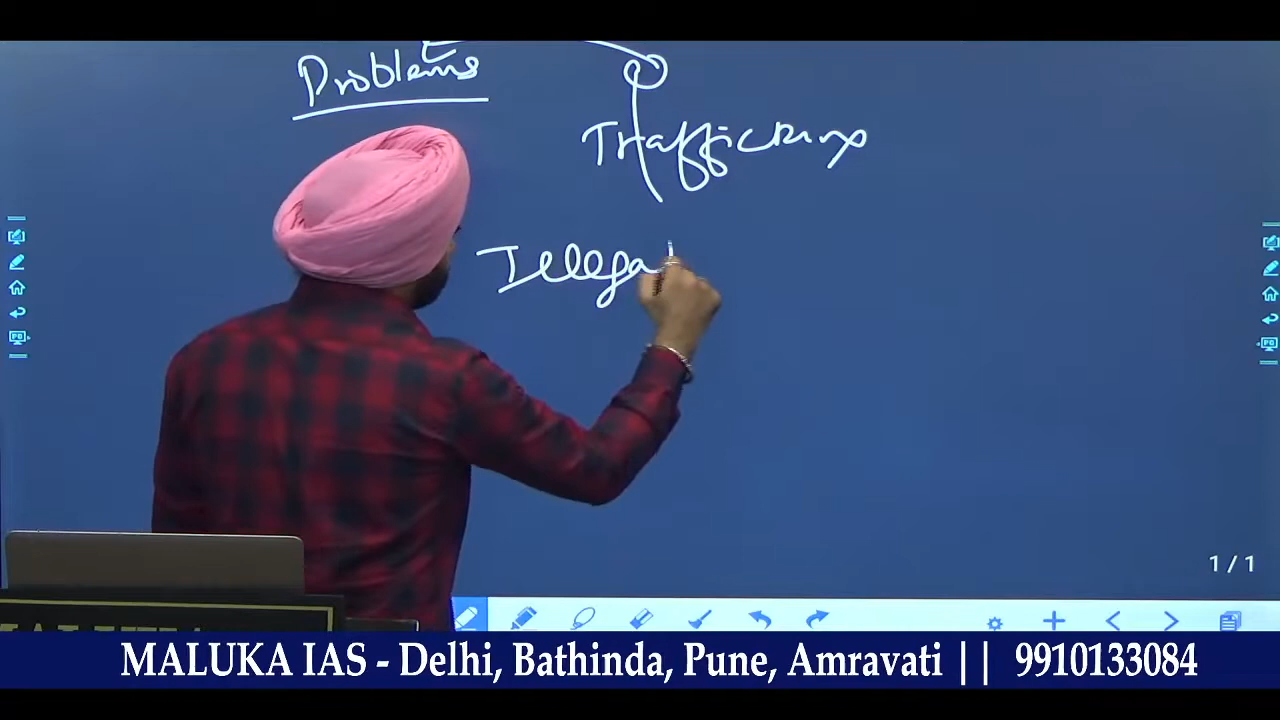 Problems
Trafficking
Illega
1/1
MALUKA IAS - Delhi, Bathinda, Pune, Amravati || 9910133084